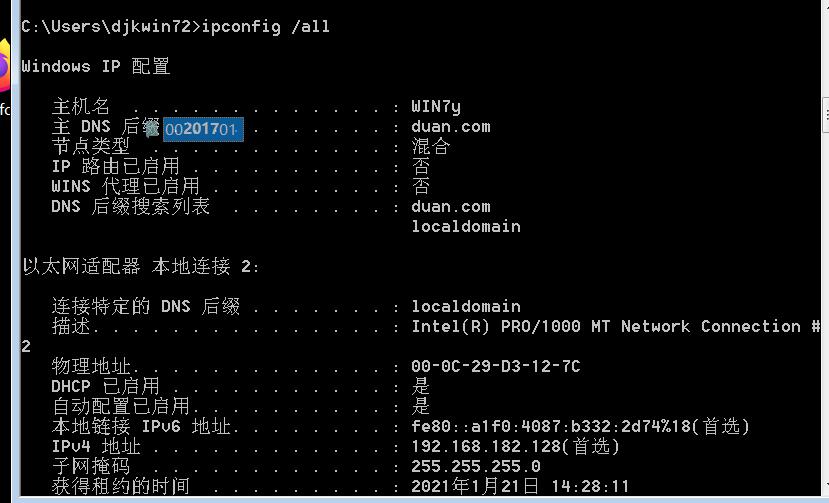 C:\Users\djkwin72>ipconfig /all
Windows IP 配置
主机名 . . . . . . . . . . . . . : WIN7y
主 DNS 后缀 00201701 . . . . . . . : duan.com
节点类型 . . . . . . . . . . . . : 混合
IP 路由已启用 . . . . . . . . . . : 否
WINS 代理已启用 . . . . . . . . . : 否
DNS 后缀搜索列表 . . . . . . . . : duan.com
localdomain
以太网适配器 本地连接 2:
连接特定的 DNS 后缀 . . . . . . . : localdomain
描述. . . . . . . . . . . . . . . : Intel(R) PRO/1000 MT Network Connection #
2
物理地址. . . . . . . . . . . . . : 00-0C-29-D3-12-7C
DHCP 已启用 . . . . . . . . . . . : 是
自动配置已启用. . . . . . . . . . : 是
本地链接 IPv6 地址. . . . . . . . : fe80::a1f0:4087:b332:2d74%18(首选)
IPv4 地址 . . . . . . . . . . . . : 192.168.182.128(首选)
子网掩码 . . . . . . . . . . . . : 255.255.255.0
获得租约的时间 . . . . . . . . . : 2021年1月21日 14:28:11